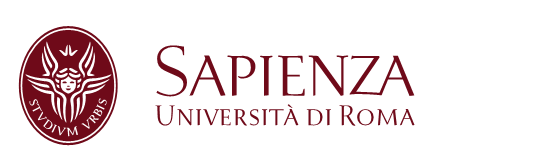 SAPIENZA
UNIVERSITÀ DI ROMA
STVDIVM VRBIS